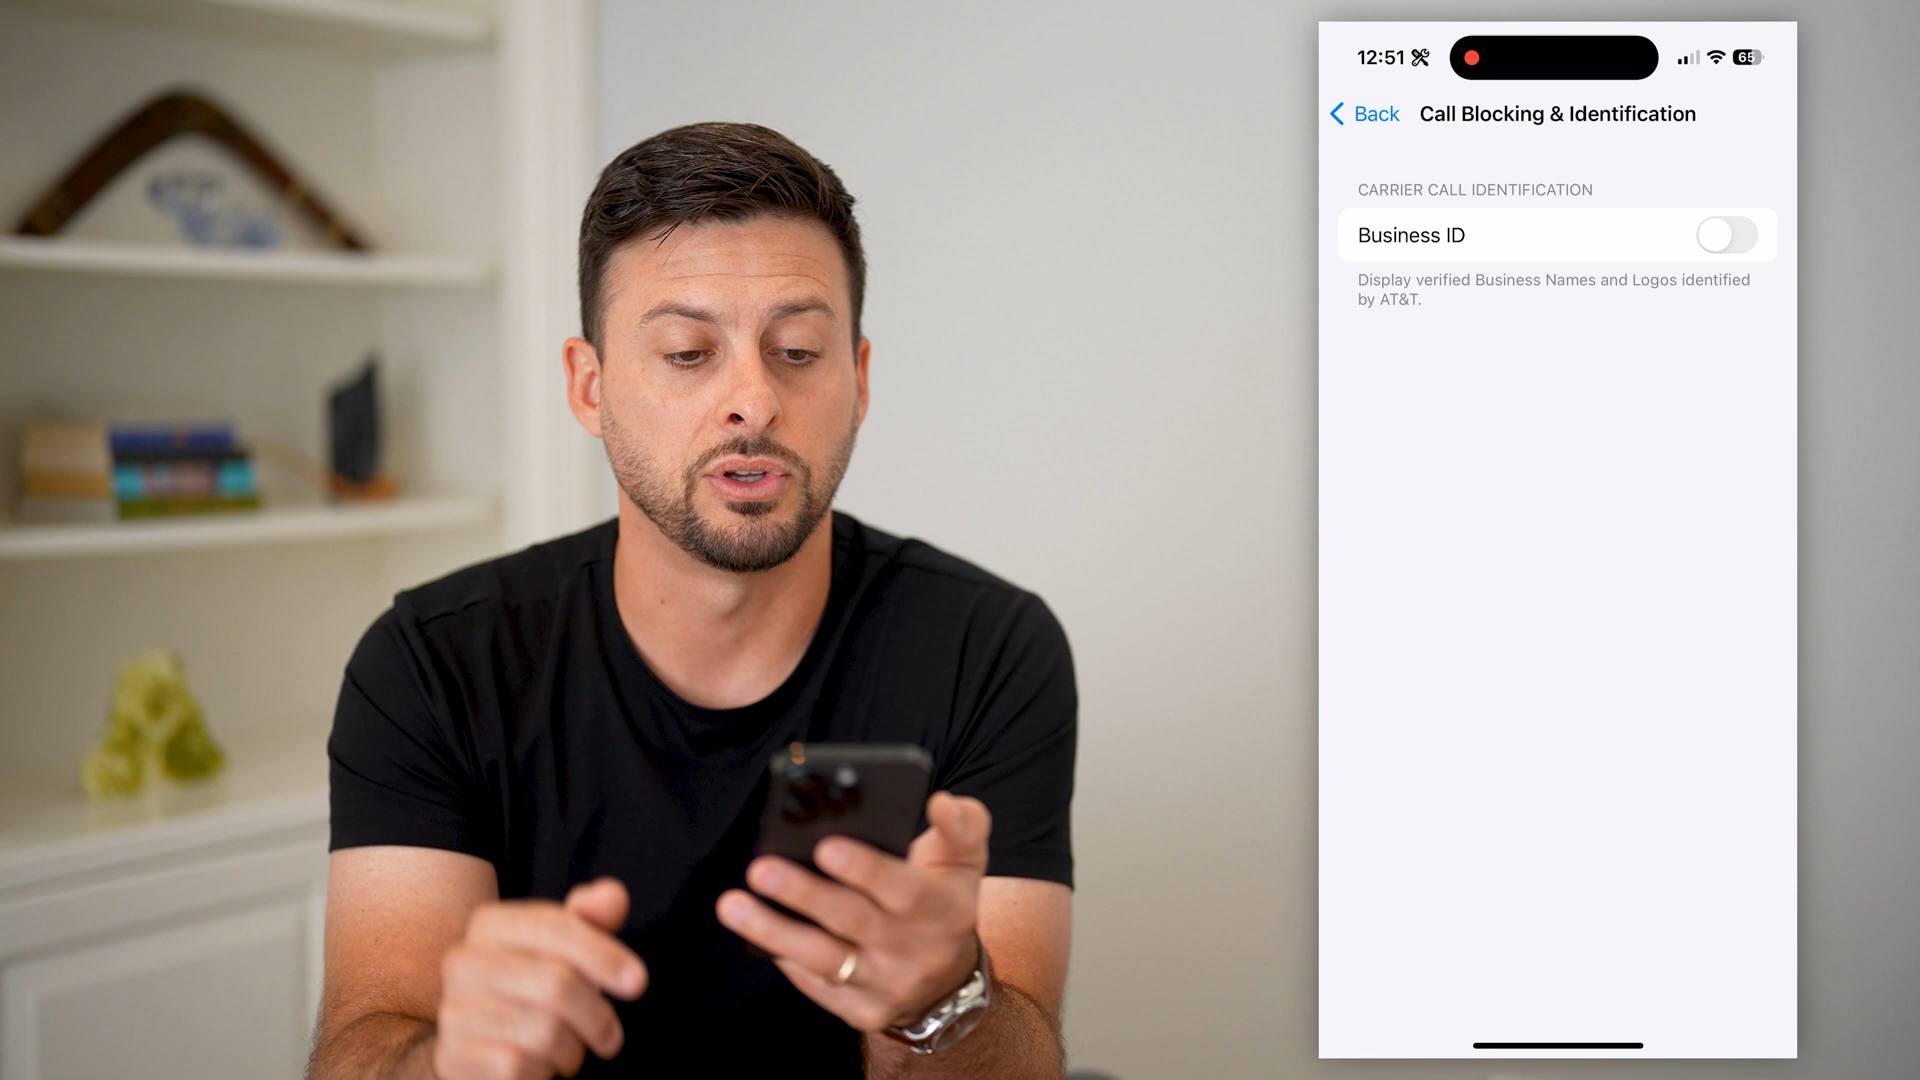 12:51
65
Back
Call Blocking & Identification
CARRIER CALL IDENTIFICATION
Business ID
Display verified Business Names and Logos identified
by AT&T.